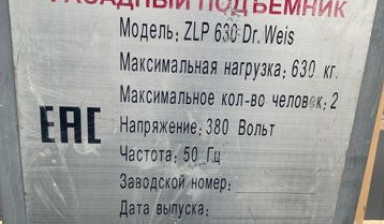 ФАСАДНЫЙ ПОДЪЕМНИК
Модель: ZLP 630 Dr. Weis
Максимальная нагрузка: 630 кг.
Максимальное кол-во человек: 2
EAC
Напряжение: 380 Вольт
Частота: 50 Гц
Заводской номер:
Дата выпуска: